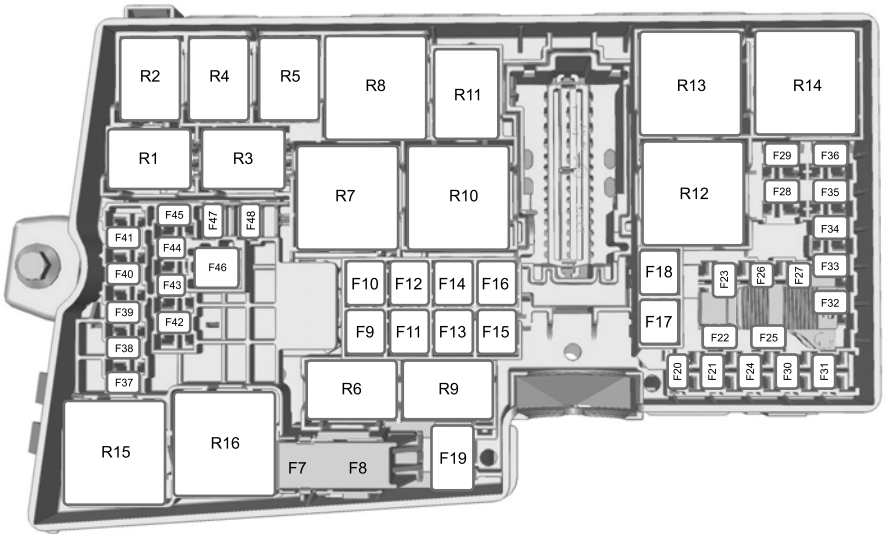 R2 R4 R5 R8 R11 R13 R14
R1 R3 R7 R10 R12
F29 F36
F28 F35
F45 F47 F48
F41 F44 F34
F40 F43 F46
F10 F12 F14 F16 F18 F23 F26 F27 F33
F39 F42 F32
F9 F11 F13 F15 F17 F22 F25
F38
F37 R6 R9 F20 F21 F24 F30 F31
R15 R16 F7 F8 F19